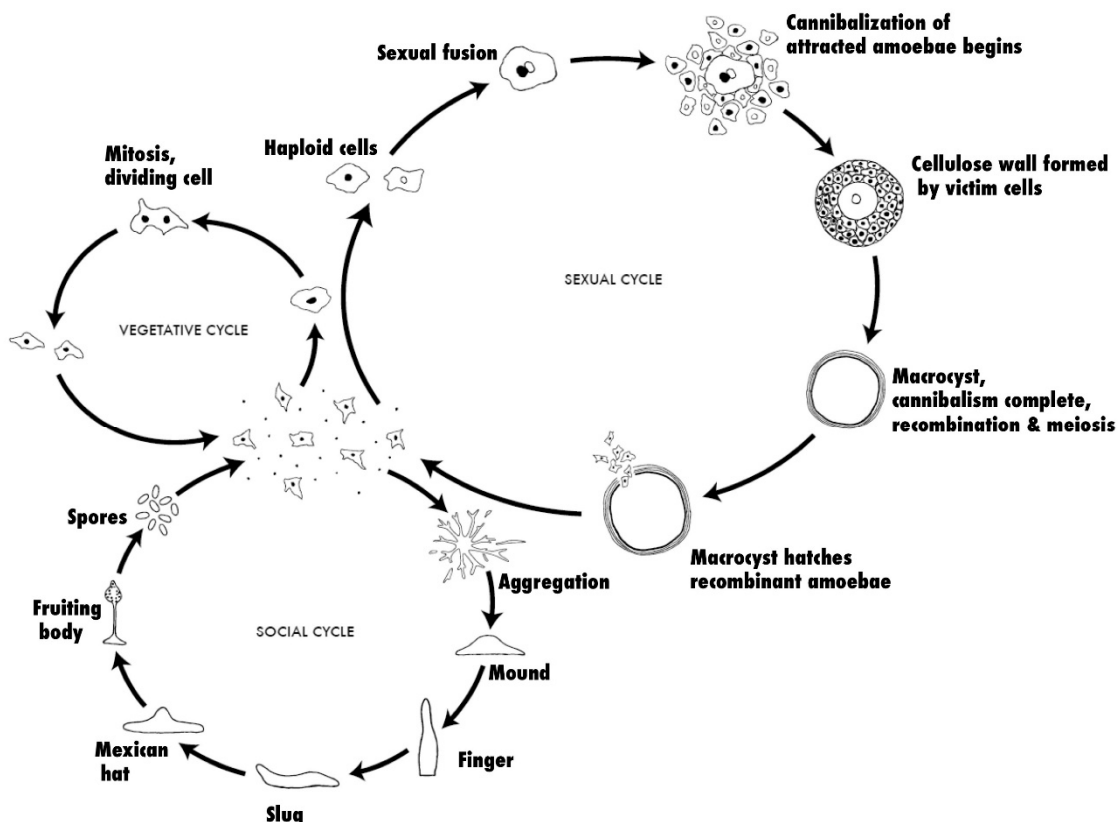 Cannibalization of
attracted amoebae begins
Sexual fusion
Haploid cells
Mitosis,
dividing cell
Cellulose wall formed
by victim cells
SEXUAL CYCLE
VEGETATIVE CYCLE
Macrocyst,
cannibalism complete,
recombination & meiosis
Spores
Macrocyst hatches
recombinant amoebae
Aggregation
Fruiting
body
SOCIAL CYCLE
Mound
Mexican
hat
Finger
Slug